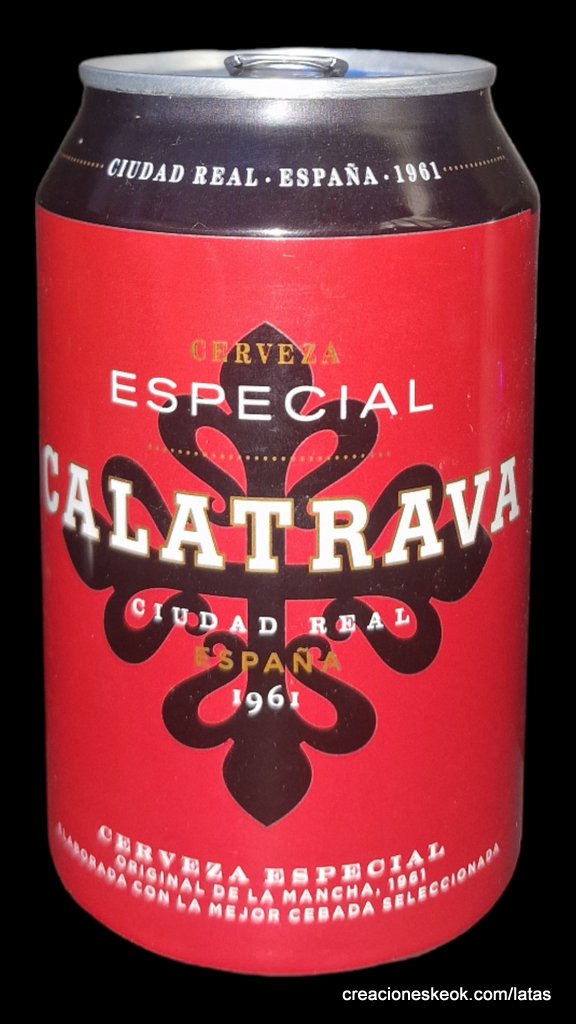 CIUDAD REAL · ESPAÑA · 1961
CERVEZA
ESPECIAL
CALATRAVA
CIUDAD REAL
ESPAÑA
1961
CERVEZA ESPECIAL
ORIGINAL DE LA MANCHA, 1961
ELABORADA CON LA MEJOR CEBADA SELECCIONADA
creacioneskeok.com/latas